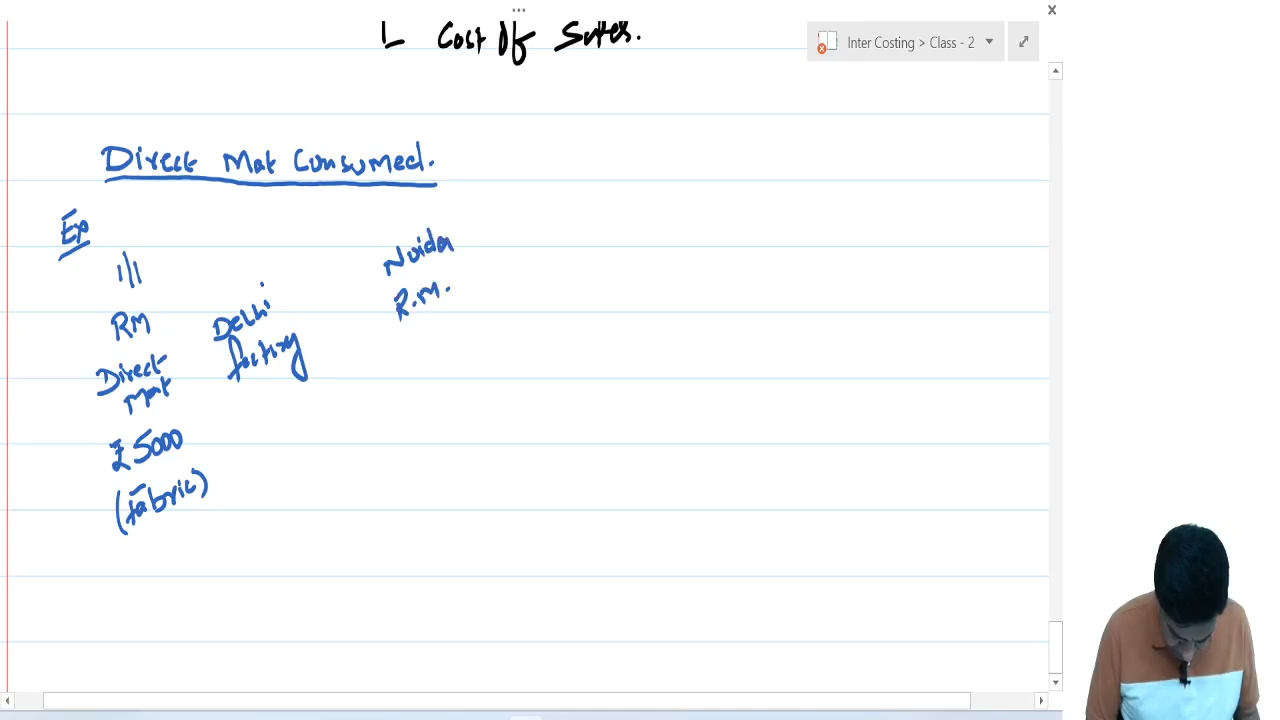 L Cost Of Sales.
Inter Costing > Class - 2
Direct Mat Consumed.
Ex
1/1
RM
Direct Mat
₹5000
(fabric)
Delhi
factory
Noida
R.M.